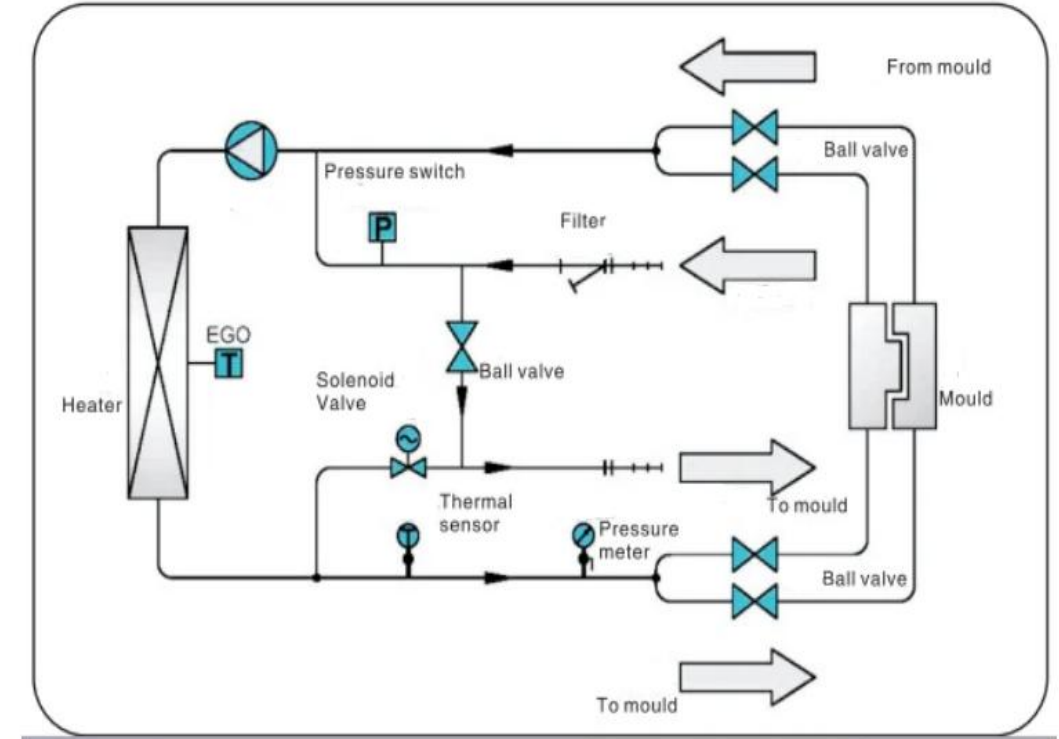 From mould
Ball valve
Pressure switch
P
Filter
EGO
T
Ball valve
Solenoid
Valve
Heater
Mould
Thermal
sensor
To mould
Pressure
meter
T
Ball valve
To mould